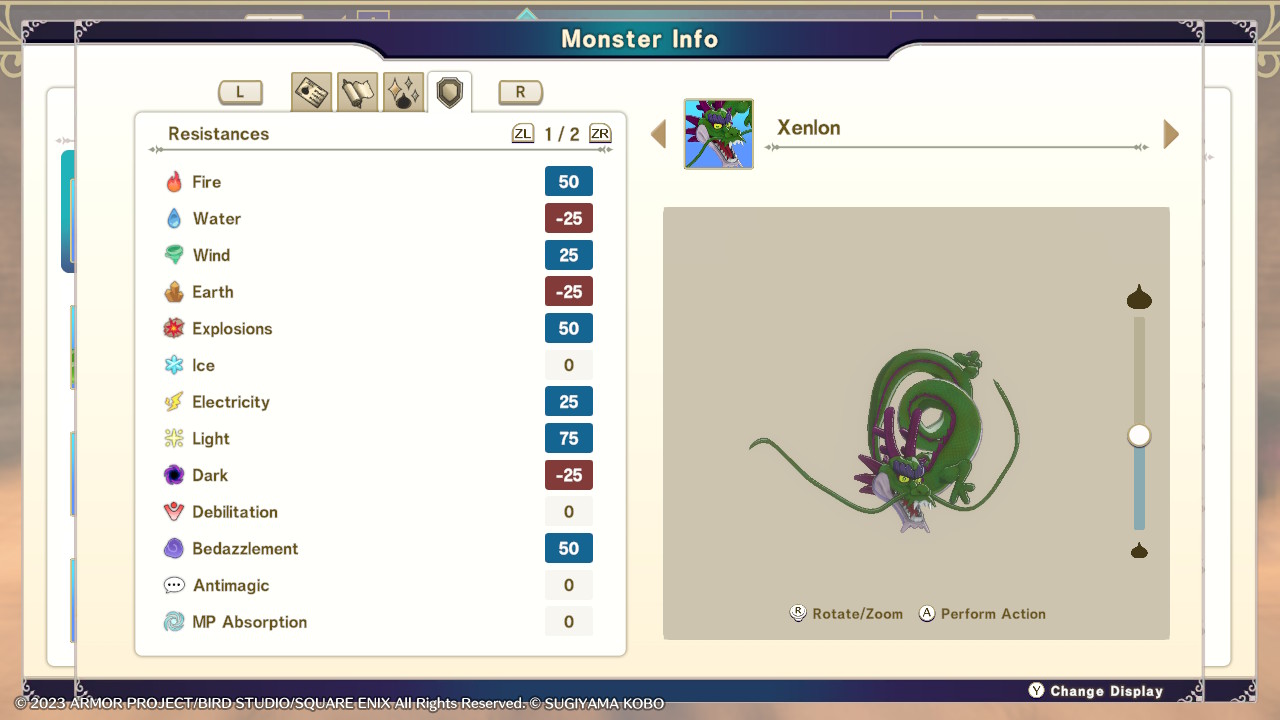 Monster Info
L
R
Resistances
ZL 1 / 2 ZR
Xenlon
Fire 50
Water -25
Wind 25
Earth -25
Explosions 50
Ice 0
Electricity 25
Light 75
Dark -25
Debilitation 0
Bedazzlement 50
Antimagic 0
MP Absorption 0
R Rotate/Zoom A Perform Action
Y Change Display
© 2023 ARMOR PROJECT/BIRD STUDIO/SQUARE ENIX All Rights Reserved. © SUGIYAMA KOBO